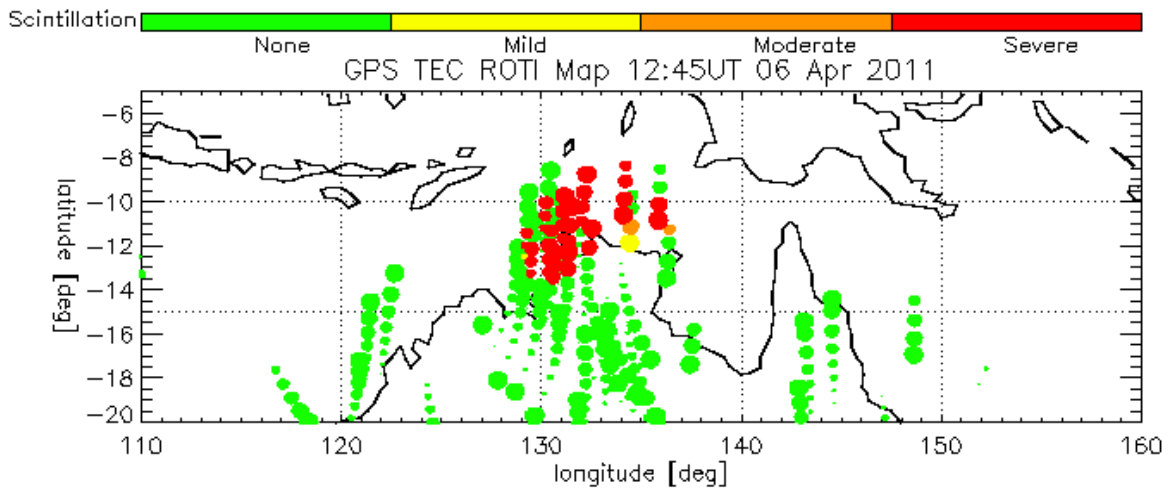 Scintillation
None Mild Moderate Severe
GPS TEC ROTI Map 12:45UT 06 Apr 2011
latitude [deg]
-6
-8
-10
-12
-14
-16
-18
-20
110 120 130 140 150 160
longitude [deg]